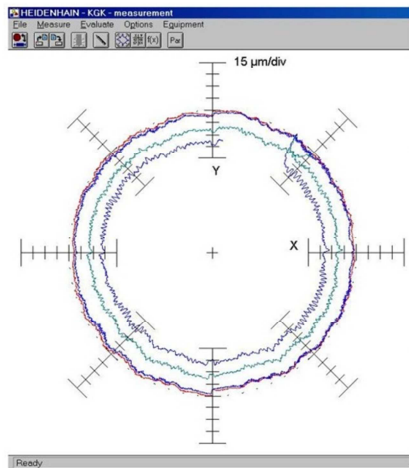 HEIDENHAIN - KGK - measurement
File Measure Evaluate Options Equipment
f(x) Par
15 µm/div
Y
X
Ready